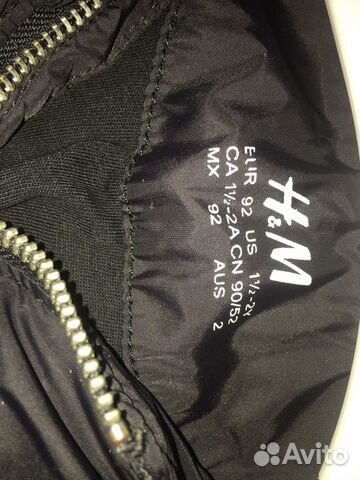 H&M
EUR 92 US 1½-2Y
CA 1½-2A CN 90/52
MX 92 AUS 2
Avito